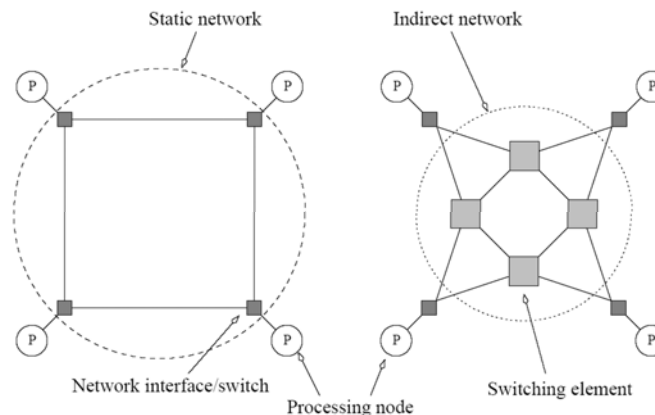 Static network
Indirect network
P
P
P
P
P
P
P
P
Network interface/switch
Processing node
Switching element